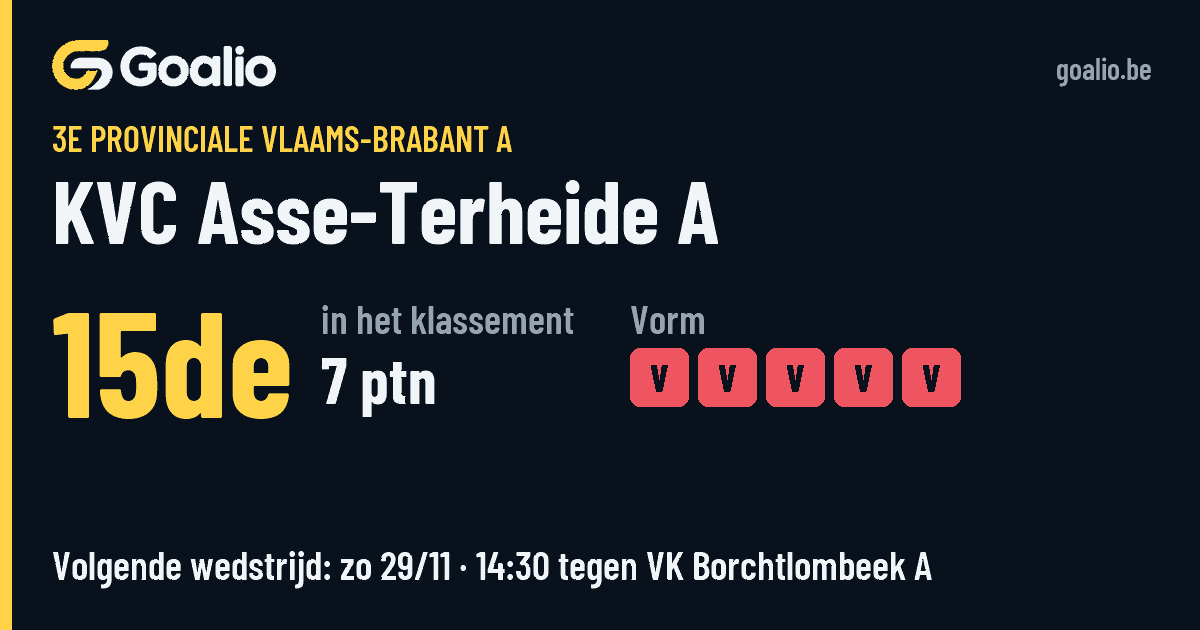 Goalio
goalio.be
3E PROVINCIALE VLAAMS-BRABANT A
KVC Asse-Terheide A
15de
in het klassement
7 ptn
Vorm
V V V V V
Volgende wedstrijd: zo 29/11 · 14:30 tegen VK Borchtlombeek A